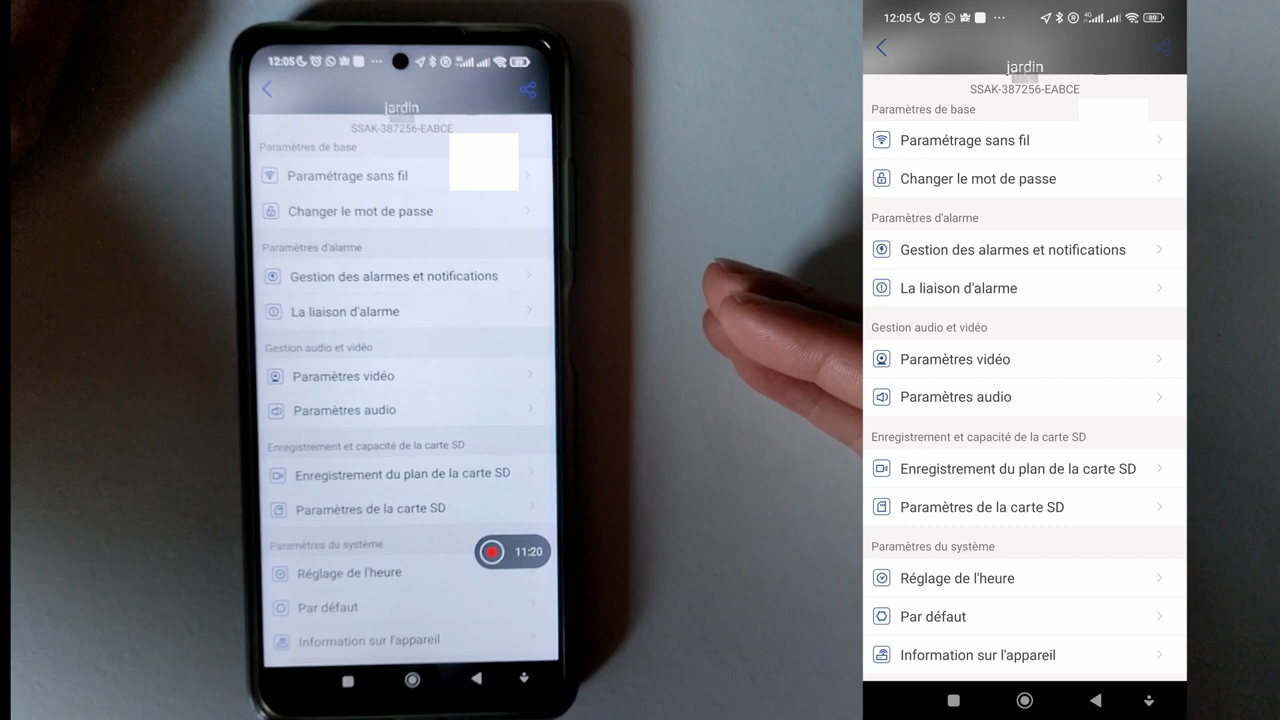 12:05
jardin
SSAK-387256-EABCE
Paramètres de base
Paramétrage sans fil
Changer le mot de passe
Paramètres d'alarme
Gestion des alarmes et notifications
La liaison d'alarme
Gestion audio et vidéo
Paramètres vidéo
Paramètres audio
Enregistrement et capacité de la carte SD
Enregistrement du plan de la carte SD
Paramètres de la carte SD
Paramètres du système
11:20
Réglage de l'heure
Par défaut
Information sur l'appareil
12:05
4G
89
jardin
SSAK-387256-EABCE
Paramètres de base
Paramétrage sans fil
Changer le mot de passe
Paramètres d'alarme
Gestion des alarmes et notifications
La liaison d'alarme
Gestion audio et vidéo
Paramètres vidéo
Paramètres audio
Enregistrement et capacité de la carte SD
Enregistrement du plan de la carte SD
Paramètres de la carte SD
Paramètres du système
Réglage de l'heure
Par défaut
Information sur l'appareil